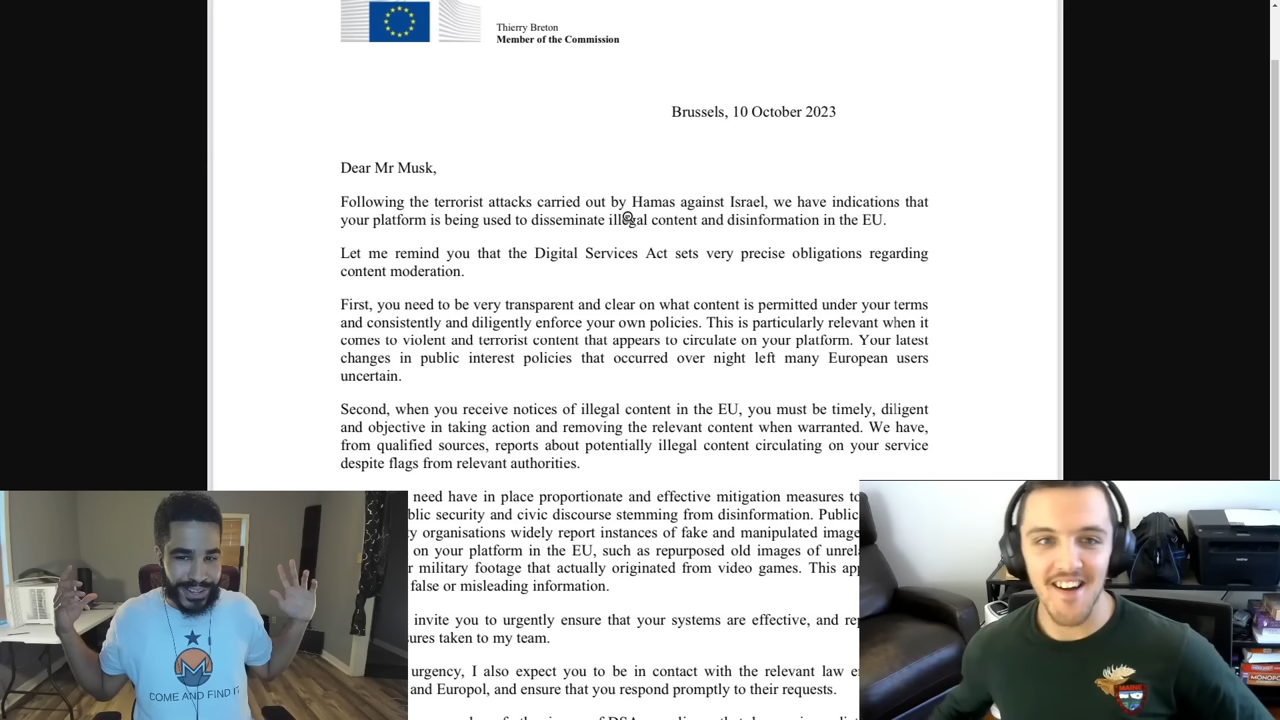 Thierry Breton
Member of the Commission
Brussels, 10 October 2023
Dear Mr Musk,
Following the terrorist attacks carried out by Hamas against Israel, we have indications that
your platform is being used to disseminate illegal content and disinformation in the EU.
Let me remind you that the Digital Services Act sets very precise obligations regarding
content moderation.
First, you need to be very transparent and clear on what content is permitted under your terms
and consistently and diligently enforce your own policies. This is particularly relevant when it
comes to violent and terrorist content that appears to circulate on your platform. Your latest
changes in public interest policies that occurred over night left many European users
uncertain.
Second, when you receive notices of illegal content in the EU, you must be timely, diligent
and objective in taking action and removing the relevant content when warranted. We have,
from qualified sources, reports about potentially illegal content circulating on your service
despite flags from relevant authorities.
need have in place proportionate and effective mitigation measures to
blic security and civic discourse stemming from disinformation. Public
y organisations widely report instances of fake and manipulated image
on your platform in the EU, such as repurposed old images of unrel
r military footage that actually originated from video games. This app
false or misleading information.
invite you to urgently ensure that your systems are effective, and rep
sures taken to my team.
urgency, I also expect you to be in contact with the relevant law e
and Europol, and ensure that you respond promptly to their requests.
COME AND FIND IT
MAINE
MONOPO